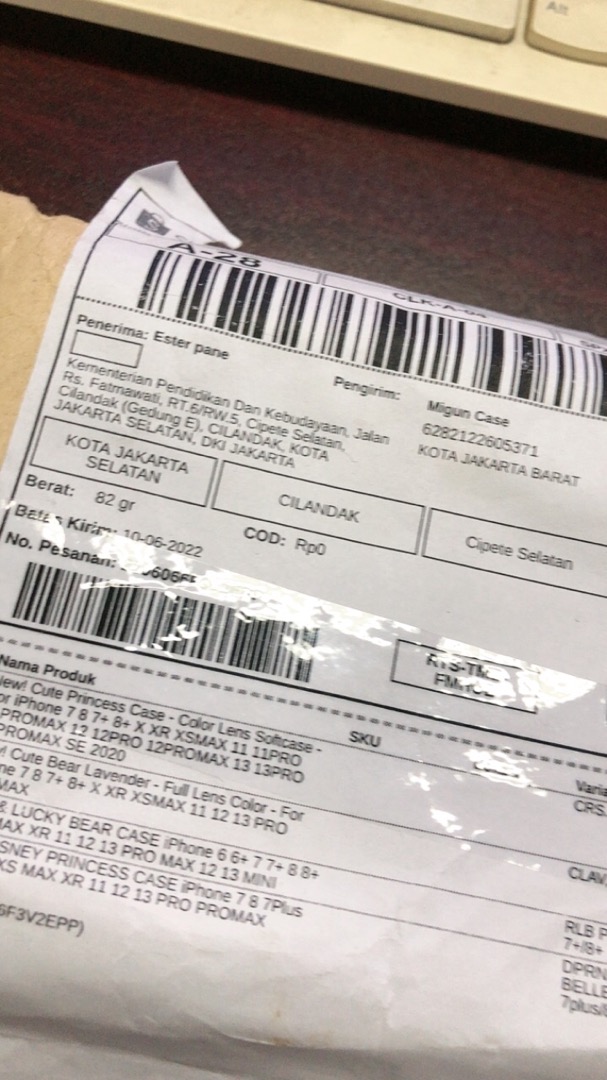 Alt
A-28
Penerima: Ester pane
Pengirim:
Migun Case
6282122605371
KOTA JAKARTA BARAT
Kementerian Pendidikan Dan Kebudayaan, Jalan
Rs. Fatmawati, RT.6/RW.5, Cipete Selatan,
Cilandak (Gedung E), CILANDAK, KOTA
JAKARTA SELATAN, DKI JAKARTA
KOTA JAKARTA
SELATAN
CILANDAK
Cipete Selatan
Berat: 82 gr
COD: Rp0
Batas Kirim: 10-06-2022
No. Pesanan:
Nama Produk
SKU
Cute Princess Case - Color Lens Softcase -
iPhone 7 8 7+ 8+ X XR XSMAX 11 11PRO
PROMAX 12 12PRO 12PROMAX 13 13PRO
PROMAX SE 2020
CRS
Cute Bear Lavender - Full Lens Color - For
7 8 7+ 8+ X XR XSMAX 11 12 13 PRO
MAX
& LUCKY BEAR CASE iPhone 6 6+ 7 7+ 8 8+
MAX XR 11 12 13 PRO MAX 12 13 MINI
RLB
7+/8+
PRINCESS CASE iPhone 7 8 7Plus
XS MAX XR 11 12 13 PRO PROMAX
DPRN
6F3V2EPP)